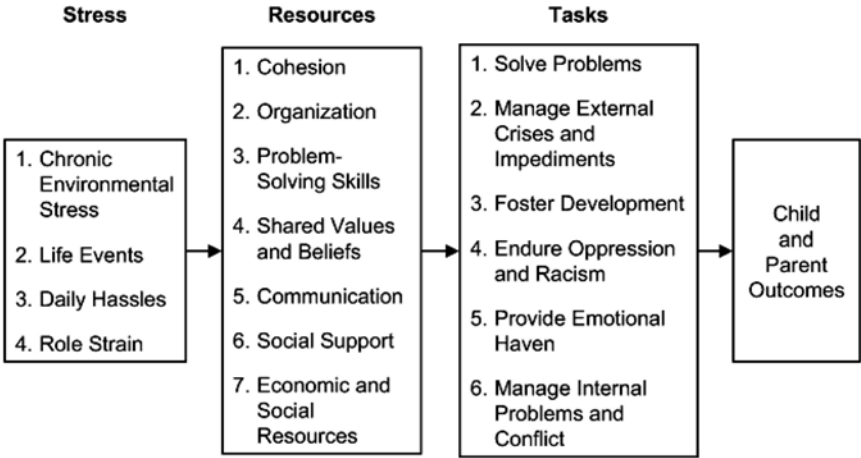 Stress
1. Chronic
Environmental
Stress
2. Life Events
3. Daily Hassles
4. Role Strain
Resources
1. Cohesion
2. Organization
3. Problem-
Solving Skills
4. Shared Values
and Beliefs
5. Communication
6. Social Support
7. Economic and
Social
Resources
Tasks
1. Solve Problems
2. Manage External
Crises and
Impediments
3. Foster Development
4. Endure Oppression
and Racism
5. Provide Emotional
Haven
6. Manage Internal
Problems and
Conflict
Child
and
Parent
Outcomes